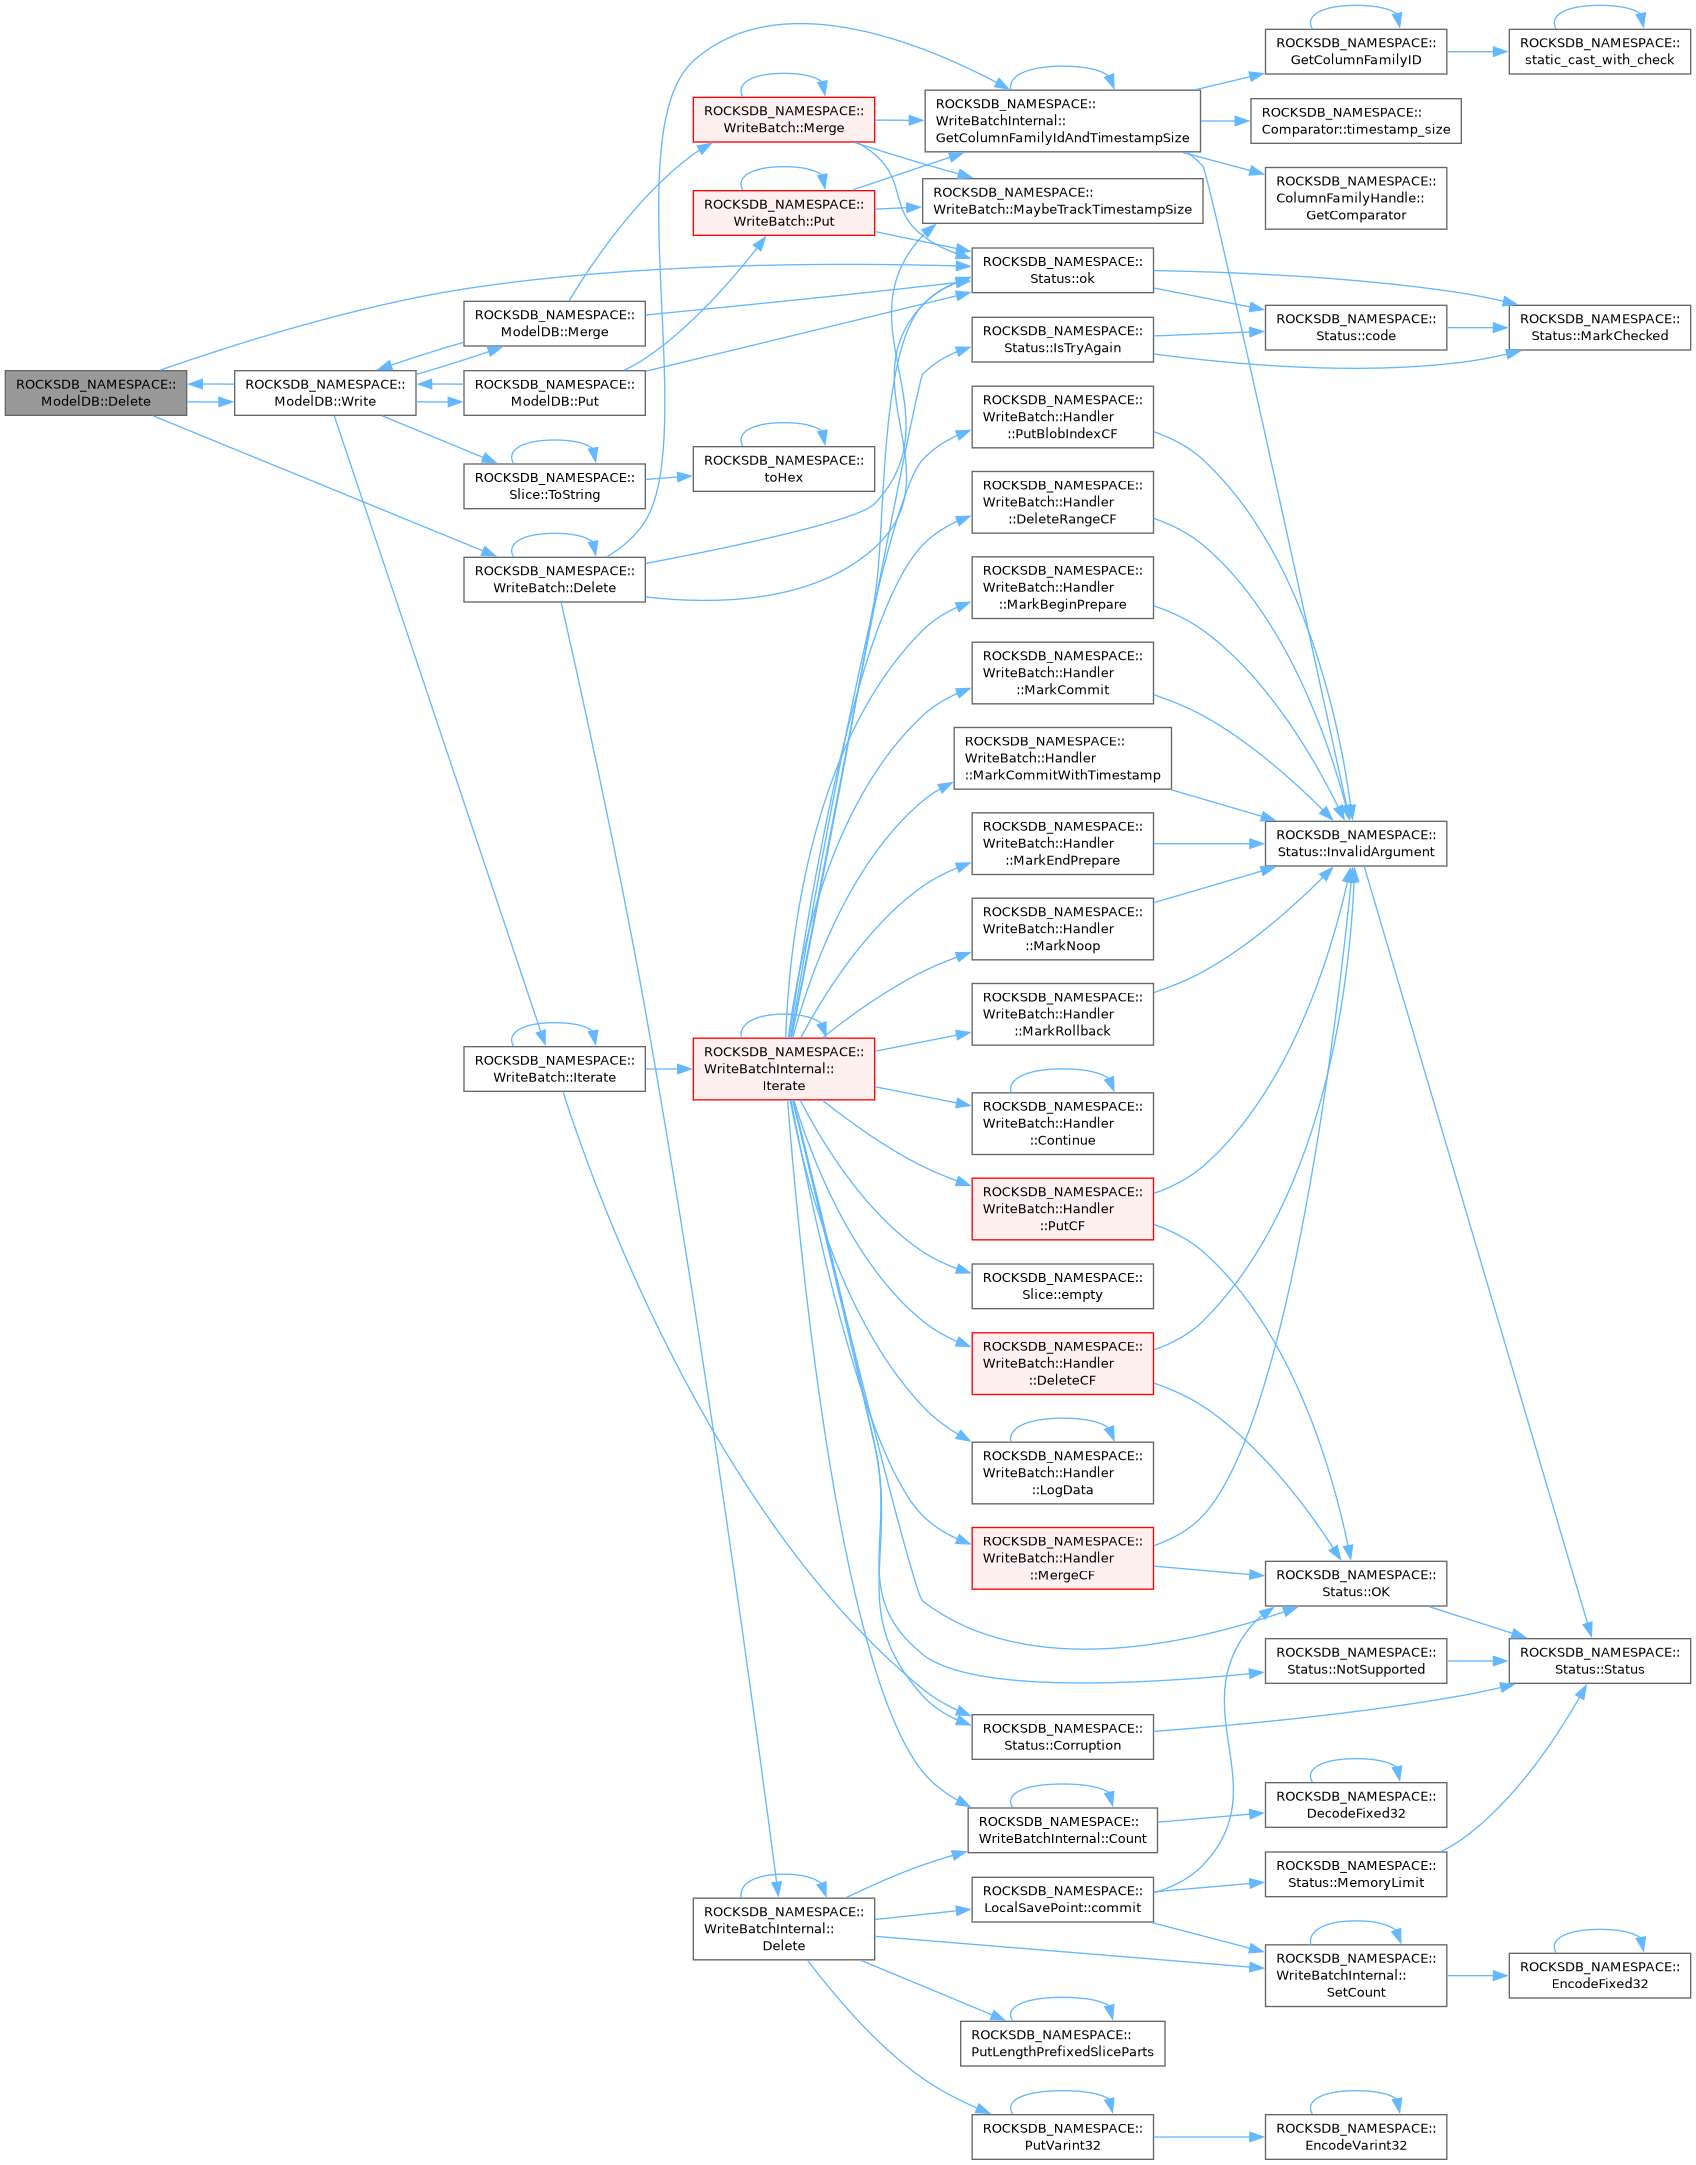 ROCKSDB_NAMESPACE::
ModelDB::Delete
ROCKSDB_NAMESPACE::
ModelDB::Write
ROCKSDB_NAMESPACE::
ModelDB::Merge
ROCKSDB_NAMESPACE::
ModelDB::Put
ROCKSDB_NAMESPACE::
Slice::ToString
ROCKSDB_NAMESPACE::
WriteBatch::Delete
ROCKSDB_NAMESPACE::
WriteBatch::Iterate
ROCKSDB_NAMESPACE::
WriteBatch::Merge
ROCKSDB_NAMESPACE::
WriteBatch::Put
ROCKSDB_NAMESPACE::
toHex
ROCKSDB_NAMESPACE::
WriteBatchInternal::
Iterate
ROCKSDB_NAMESPACE::
WriteBatchInternal::
Delete
ROCKSDB_NAMESPACE::
WriteBatchInternal::
GetColumnFamilyIdAndTimestampSize
ROCKSDB_NAMESPACE::
WriteBatch::MaybeTrackTimestampSize
ROCKSDB_NAMESPACE::
Status::ok
ROCKSDB_NAMESPACE::
Status::IsTryAgain
ROCKSDB_NAMESPACE::
WriteBatch::Handler
::PutBlobIndexCF
ROCKSDB_NAMESPACE::
WriteBatch::Handler
::DeleteRangeCF
ROCKSDB_NAMESPACE::
WriteBatch::Handler
::MarkBeginPrepare
ROCKSDB_NAMESPACE::
WriteBatch::Handler
::MarkCommit
ROCKSDB_NAMESPACE::
WriteBatch::Handler
::MarkCommitWithTimestamp
ROCKSDB_NAMESPACE::
WriteBatch::Handler
::MarkEndPrepare
ROCKSDB_NAMESPACE::
WriteBatch::Handler
::MarkNoop
ROCKSDB_NAMESPACE::
WriteBatch::Handler
::MarkRollback
ROCKSDB_NAMESPACE::
WriteBatch::Handler
::Continue
ROCKSDB_NAMESPACE::
WriteBatch::Handler
::PutCF
ROCKSDB_NAMESPACE::
Slice::empty
ROCKSDB_NAMESPACE::
WriteBatch::Handler
::DeleteCF
ROCKSDB_NAMESPACE::
WriteBatch::Handler
::LogData
ROCKSDB_NAMESPACE::
WriteBatch::Handler
::MergeCF
ROCKSDB_NAMESPACE::
Status::Corruption
ROCKSDB_NAMESPACE::
WriteBatchInternal::Count
ROCKSDB_NAMESPACE::
LocalSavePoint::commit
ROCKSDB_NAMESPACE::
PutLengthPrefixedSliceParts
ROCKSDB_NAMESPACE::
PutVarint32
ROCKSDB_NAMESPACE::
GetColumnFamilyID
ROCKSDB_NAMESPACE::
Comparator::timestamp_size
ROCKSDB_NAMESPACE::
ColumnFamilyHandle::
GetComparator
ROCKSDB_NAMESPACE::
Status::code
ROCKSDB_NAMESPACE::
Status::InvalidArgument
ROCKSDB_NAMESPACE::
Status::OK
ROCKSDB_NAMESPACE::
Status::NotSupported
ROCKSDB_NAMESPACE::
DecodeFixed32
ROCKSDB_NAMESPACE::
Status::MemoryLimit
ROCKSDB_NAMESPACE::
WriteBatchInternal::
SetCount
ROCKSDB_NAMESPACE::
EncodeVarint32
ROCKSDB_NAMESPACE::
static_cast_with_check
ROCKSDB_NAMESPACE::
Status::MarkChecked
ROCKSDB_NAMESPACE::
Status::Status
ROCKSDB_NAMESPACE::
EncodeFixed32